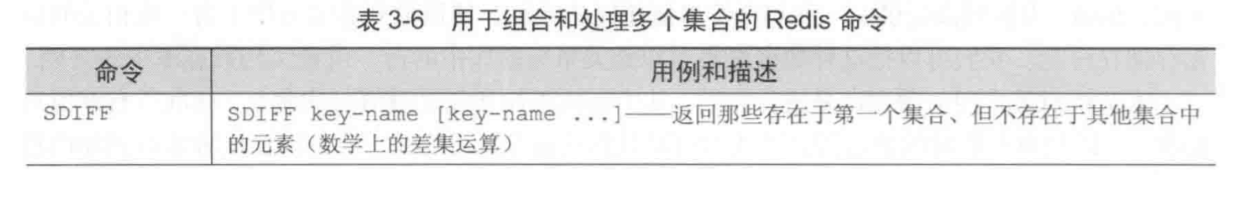 表 3-6 用于组合和处理多个集合的 Redis 命令
命令 用例和描述
SDIFF SDIFF key-name [key-name ...]——返回那些存在于第一个集合、但不存在于其他集合中
的元素（数学上的差集运算）